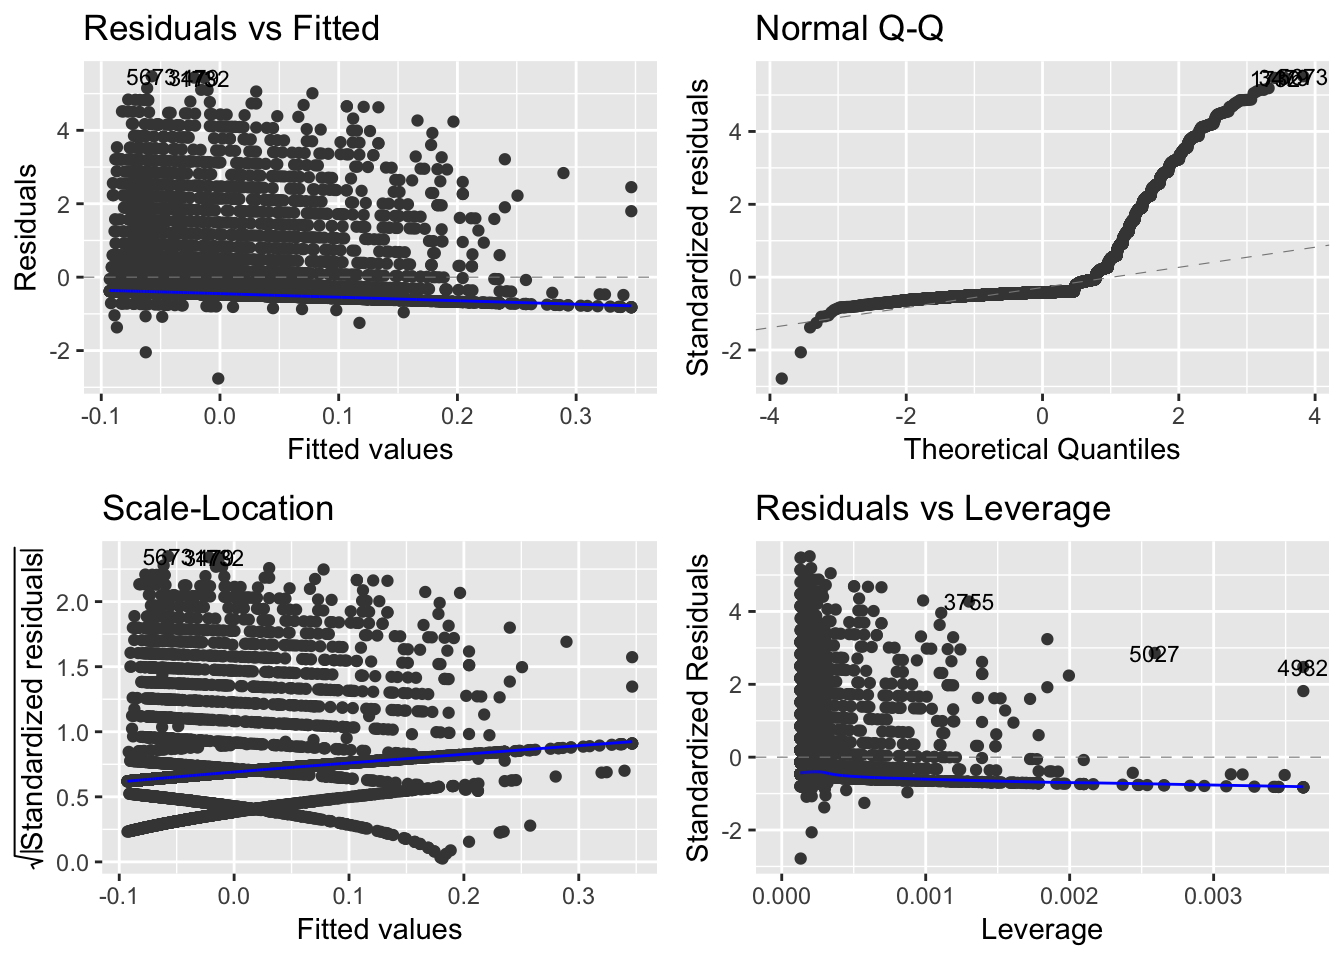 Residuals vs Fitted
5673
4
2
0
-2
Residuals
-0.1 0.0 0.1 0.2 0.3
Fitted values
Normal Q-Q
4
2
0
-2
Standardized residuals
-4 -2 0 2 4
Theoretical Quantiles
Scale-Location
5673
2.0
1.5
1.0
0.5
0.0
√|Standardized residuals|
-0.1 0.0 0.1 0.2 0.3
Fitted values
Residuals vs Leverage
3755
5027
4982
4
2
0
-2
Standardized Residuals
0.000 0.001 0.002 0.003
Leverage